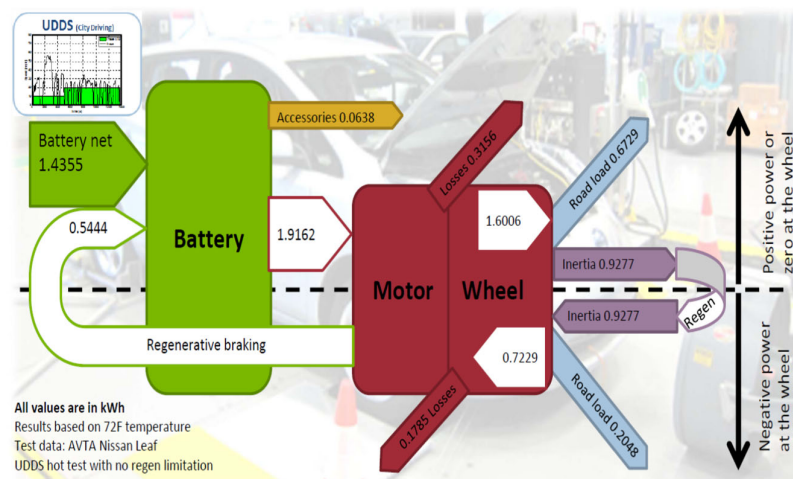 UDDS (City Driving)
Battery net
1.4355
Accessories 0.0638
Losses 0.3156
Road load 0.6729
Positive power or
zero at the wheel
0.5444
Battery
1.9162
1.6006
Inertia 0.9277
Motor
Wheel
Regen
Inertia 0.9277
Regenerative braking
0.7229
0.1785 Losses
Road load 0.2048
Negative power
at the wheel
All values are in kWh
Results based on 72F temperature
Test data: AVTA Nissan Leaf
UDDS hot test with no regen limitation